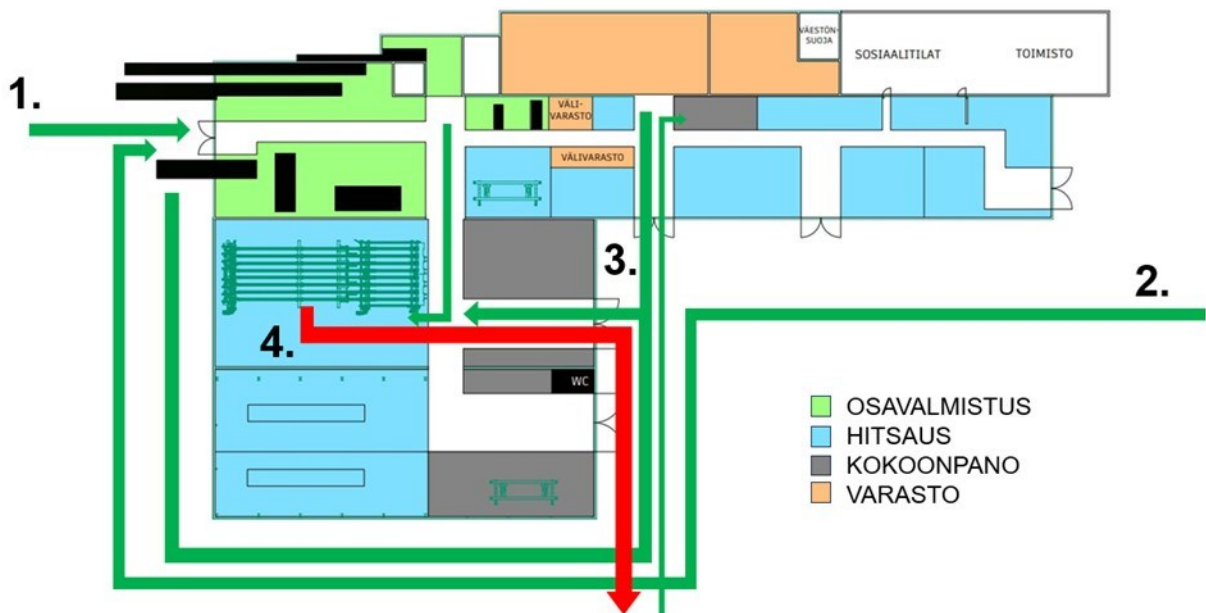 VÄESTÖN-
SUOJA
SOSIAALITILAT
TOIMISTO
1.
VÄLI-
VARASTO
VÄLIVARASTO
3.
2.
4.
WC
OSAVALMISTUS
HITSAUS
KOKOONPANO
VARASTO